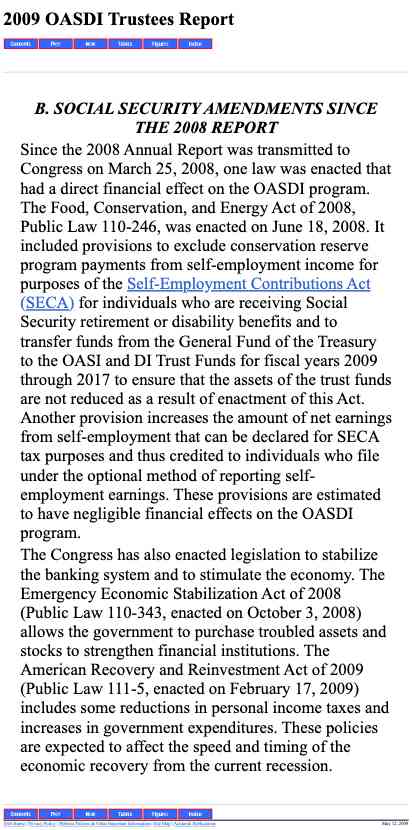 2009 OASDI Trustees Report
Contents Prev Next Tables Figures Index
B. SOCIAL SECURITY AMENDMENTS SINCE
THE 2008 REPORT
Since the 2008 Annual Report was transmitted to
Congress on March 25, 2008, one law was enacted that
had a direct financial effect on the OASDI program.
The Food, Conservation, and Energy Act of 2008,
Public Law 110-246, was enacted on June 18, 2008. It
included provisions to exclude conservation reserve
program payments from self-employment income for
purposes of the Self-Employment Contributions Act
(SECA) for individuals who are receiving Social
Security retirement or disability benefits and to
transfer funds from the General Fund of the Treasury
to the OASI and DI Trust Funds for fiscal years 2009
through 2017 to ensure that the assets of the trust funds
are not reduced as a result of enactment of this Act.
Another provision increases the amount of net earnings
from self-employment that can be declared for SECA
tax purposes and thus credited to individuals who file
under the optional method of reporting self-
employment earnings. These provisions are estimated
to have negligible financial effects on the OASDI
program.
The Congress has also enacted legislation to stabilize
the banking system and to stimulate the economy. The
Emergency Economic Stabilization Act of 2008
(Public Law 110-343, enacted on October 3, 2008)
allows the government to purchase troubled assets and
stocks to strengthen financial institutions. The
American Recovery and Reinvestment Act of 2009
(Public Law 111-5, enacted on February 17, 2009)
includes some reductions in personal income taxes and
increases in government expenditures. These policies
are expected to affect the speed and timing of the
economic recovery from the current recession.
Contents Prev Next Tables Figures Index
May 12, 2009